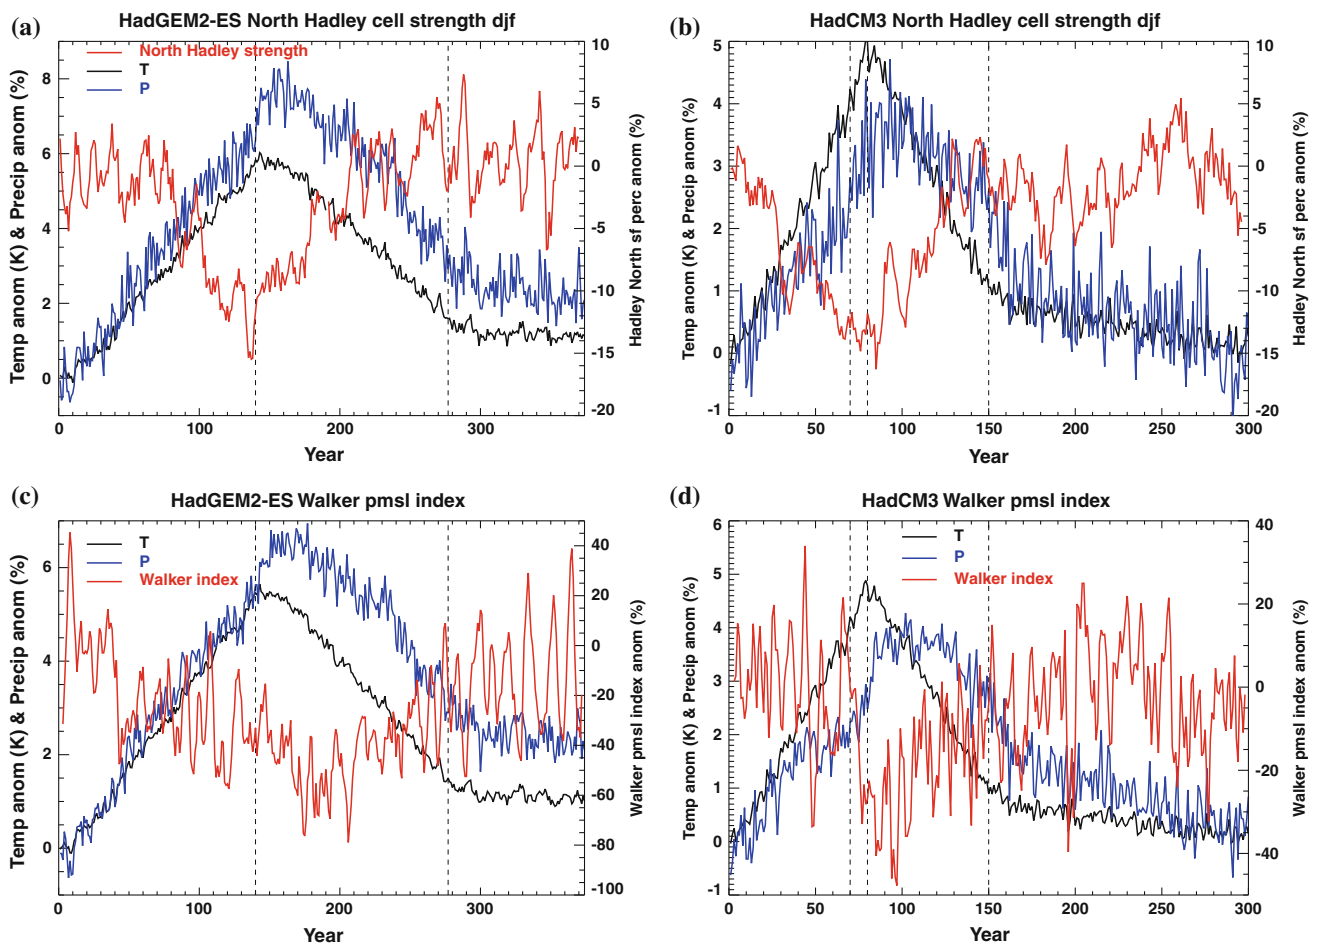 (a)
HadGEM2-ES North Hadley cell strength djf
North Hadley strength
T
P
Temp anom (K) & Precip anom (%)
8
6
4
2
0
10
5
0
-5
-10
-15
-20
Hadley North sf perc anom (%)
0
100
200
300
Year
(b)
HadCM3 North Hadley cell strength djf
Temp anom (K) & Precip anom (%)
5
4
3
2
1
0
-1
10
5
0
-5
-10
-15
-20
Hadley North sf perc anom (%)
0
50
100
150
200
250
300
Year
(c)
HadGEM2-ES Walker pmsl index
T
P
Walker index
Temp anom (K) & Precip anom (%)
6
4
2
0
40
20
0
-20
-40
-60
-80
-100
Walker pmsl index anom (%)
0
100
200
300
Year
(d)
HadCM3 Walker pmsl index
T
P
Walker index
Temp anom (K) & Precip anom (%)
6
5
4
3
2
1
0
-1
40
20
0
-20
-40
Walker pmsl index anom (%)
0
50
100
150
200
250
300
Year